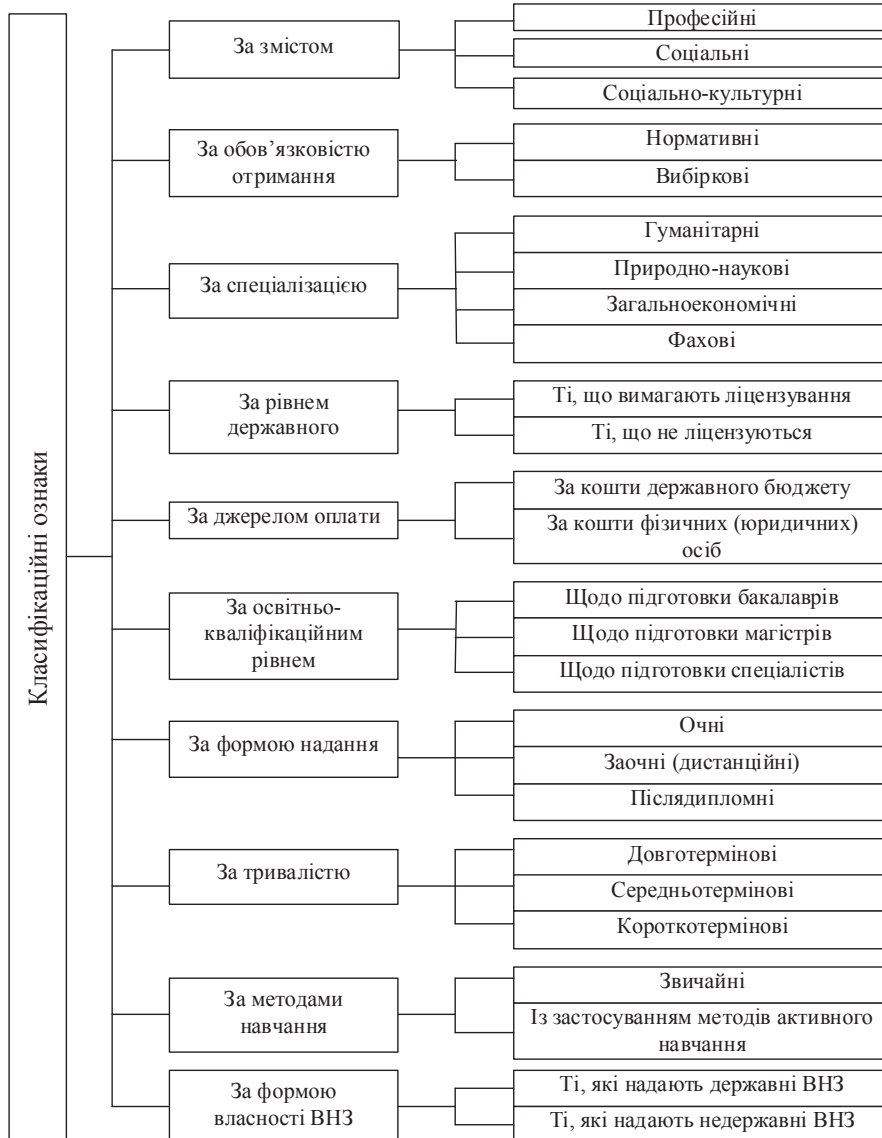 Класифікаційні ознаки
За змістом
Професійні
Соціальні
Соціально-культурні
За обов’язковістю
отримання
Нормативні
Вибіркові
За спеціалізацією
Гуманітарні
Природно-наукові
Загальноекономічні
Фахові
За рівнем
державного
Ті, що вимагають ліцензування
Ті, що не ліцензуються
За джерелом оплати
За кошти державного бюджету
За кошти фізичних (юридичних)
осіб
За освітньо-
кваліфікаційним
рівнем
Щодо підготовки бакалаврів
Щодо підготовки магістрів
Щодо підготовки спеціалістів
За формою надання
Очні
Заочні (дистанційні)
Післядипломні
За тривалістю
Довготермінові
Середньотермінові
Короткотермінові
За методами
навчання
Звичайні
Із застосуванням методів активного
навчання
За формою
власності ВНЗ
Ті, які надають державні ВНЗ
Ті, які надають недержавні ВНЗ